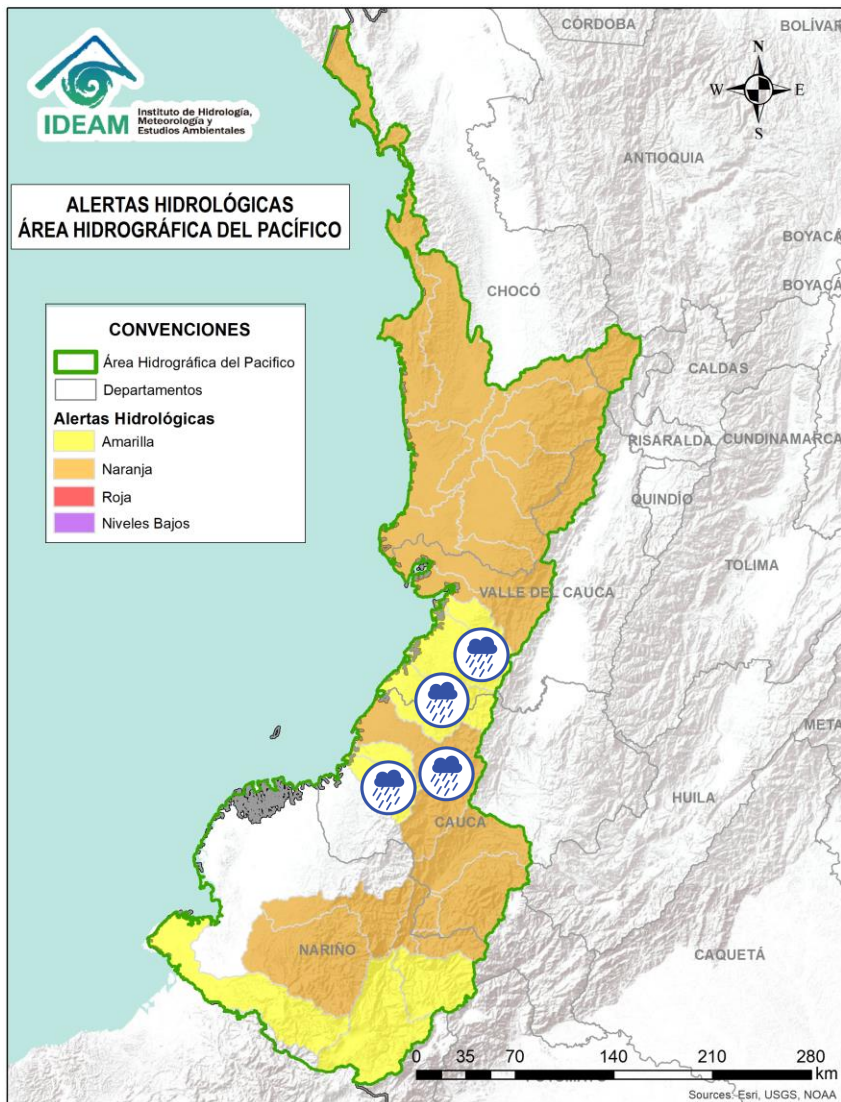 CÓRDOBA
BOLÍVAR
N
W
E
S
IDEAM
Instituto de Hidrología,
Meteorología y
Estudios Ambientales
ANTIOQUIA
ALERTAS HIDROLÓGICAS
ÁREA HIDROGRÁFICA DEL PACÍFICO
BOYACÁ
BOYACÁ
CHOCÓ
CONVENCIONES
Área Hidrográfica del Pacifico
Departamentos
Alertas Hidrológicas
Amarilla
Naranja
Roja
Niveles Bajos
CALDAS
RISARALDA
CUNDINAMARCA
QUINDÍO
TOLIMA
VALLE DEL CAUCA
META
HUILA
CAUCA
NARIÑO
CAQUETÁ
0 35 70 140 210 280
km
Sources: Esri, USGS, NOAA